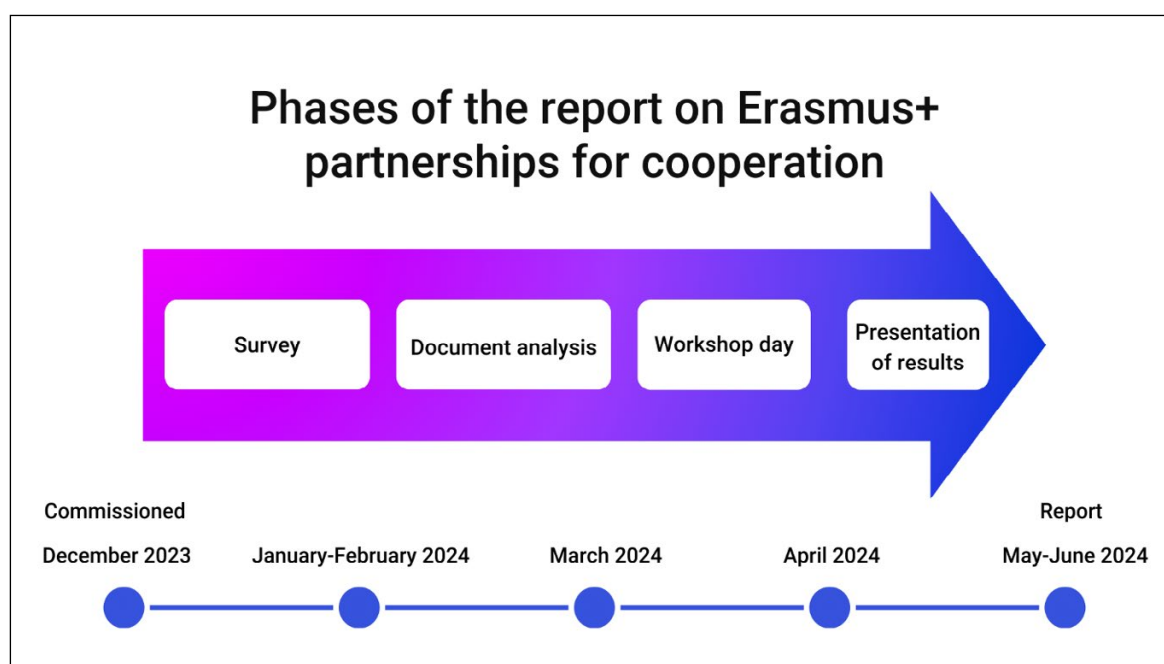 Phases of the report on Erasmus+
partnerships for cooperation
Survey
Document analysis
Workshop day
Presentation
of results
Commissioned
Report
December 2023
January-February 2024
March 2024
April 2024
May-June 2024